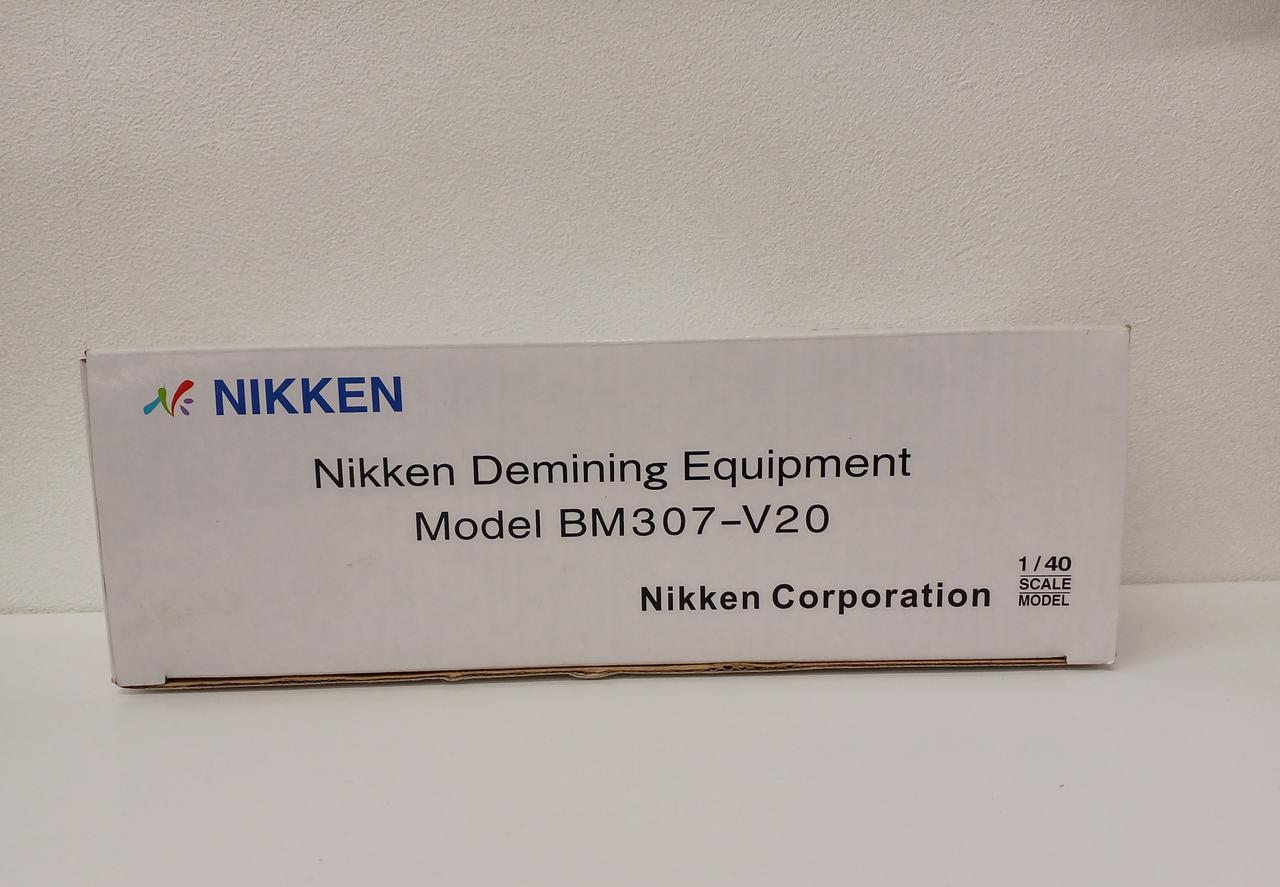 NIKKEN
Nikken Demining Equipment
Model BM307-V20
Nikken Corporation
1/40
SCALE
MODEL